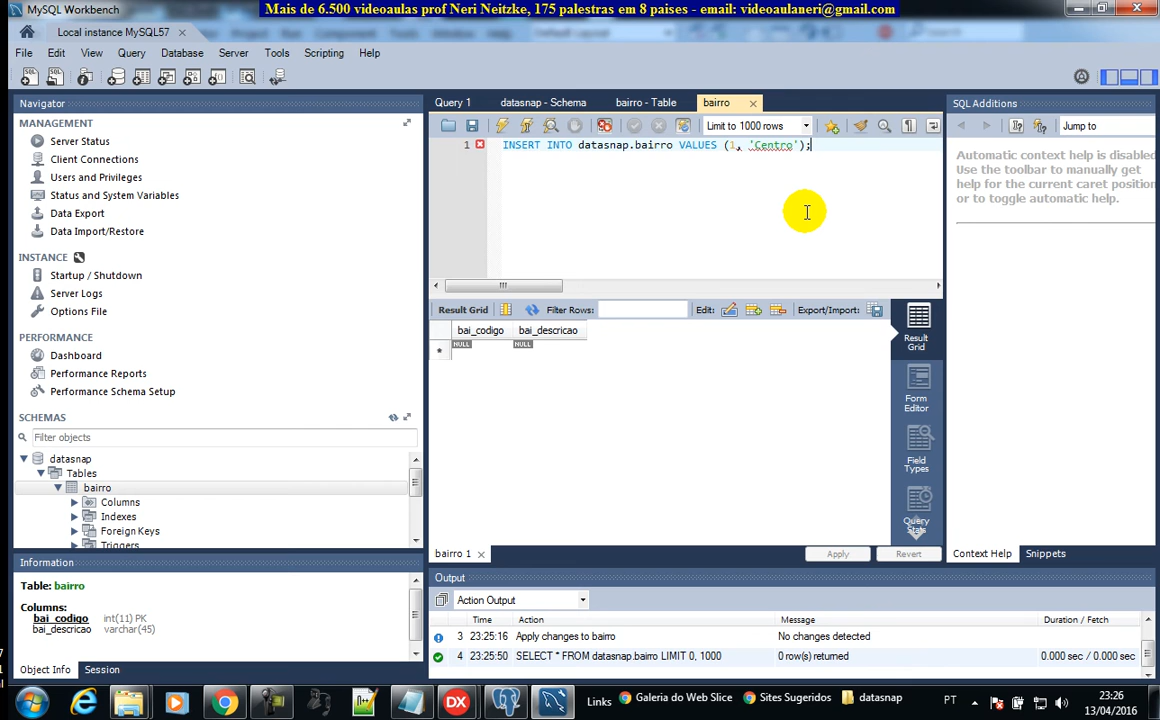 MySQL Workbench
Mais de 6.500 videoaulas prof Neri Neitzke, 175 palestras em 8 paises - email: videoaulaneri@gmail.com
Local instance MySQL57
File Edit View Query Database Server Tools Scripting Help
Navigator
MANAGEMENT
Server Status
Client Connections
Users and Privileges
Status and System Variables
Data Export
Data Import/Restore
INSTANCE
Startup / Shutdown
Server Logs
Options File
PERFORMANCE
Dashboard
Performance Reports
Performance Schema Setup
SCHEMAS
Filter objects
datasnap
Tables
bairro
Columns
Indexes
Foreign Keys
Triggers
Information
Table: bairro
Columns:
bai_codigo int(11) PK
bai_descricao varchar(45)
Object Info Session
Query 1 datasnap - Schema bairro - Table bairro
Limit to 1000 rows
1 INSERT INTO datasnap.bairro VALUES (1, 'Centro');
Result Grid Filter Rows: Edit: Export/Import:
bai_codigo bai_descricao
* NULL NULL
Result
Grid
Form
Editor
Field
Types
Query
Stats
bairro 1 Apply Revert
SQL Additions
Jump to
Automatic context help is disabled
Use the toolbar to manually get
help for the current caret position
or to toggle automatic help.
Context Help Snippets
Output
Action Output
Time Action Message Duration / Fetch
3 23:25:16 Apply changes to bairro No changes detected
4 23:25:50 SELECT * FROM datasnap.bairro LIMIT 0, 1000 0 row(s) returned 0.000 sec / 0.000 sec
Links Galeria do Web Slice Sites Sugeridos datasnap PT
DX
23:26
13/04/2016